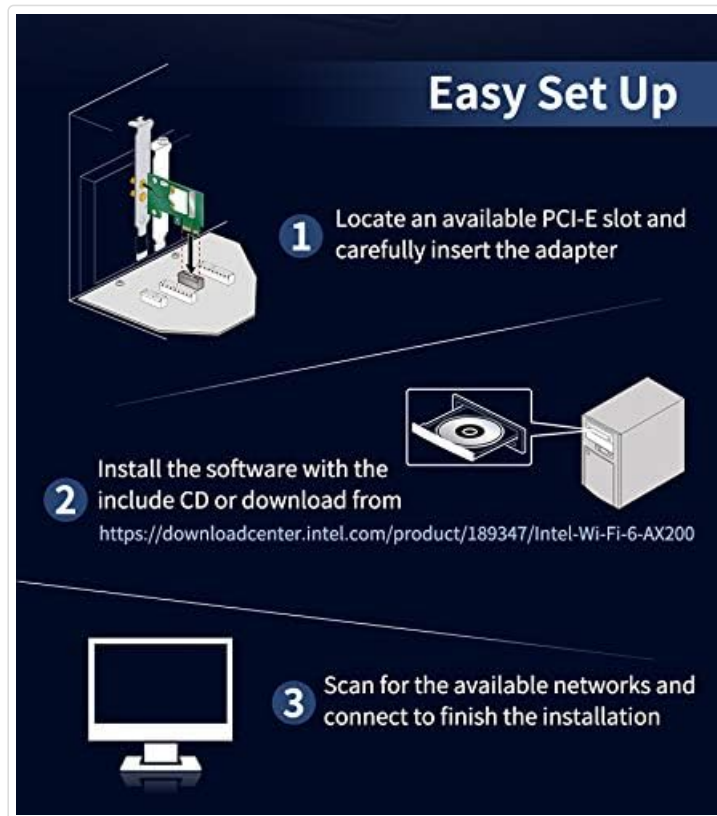 Easy Set Up
1
Locate an available PCI-E slot and
carefully insert the adapter
2
Install the software with the
include CD or download from
https://downloadcenter.intel.com/product/189347/Intel-Wi-Fi-6-AX200
3
Scan for the available networks and
connect to finish the installation